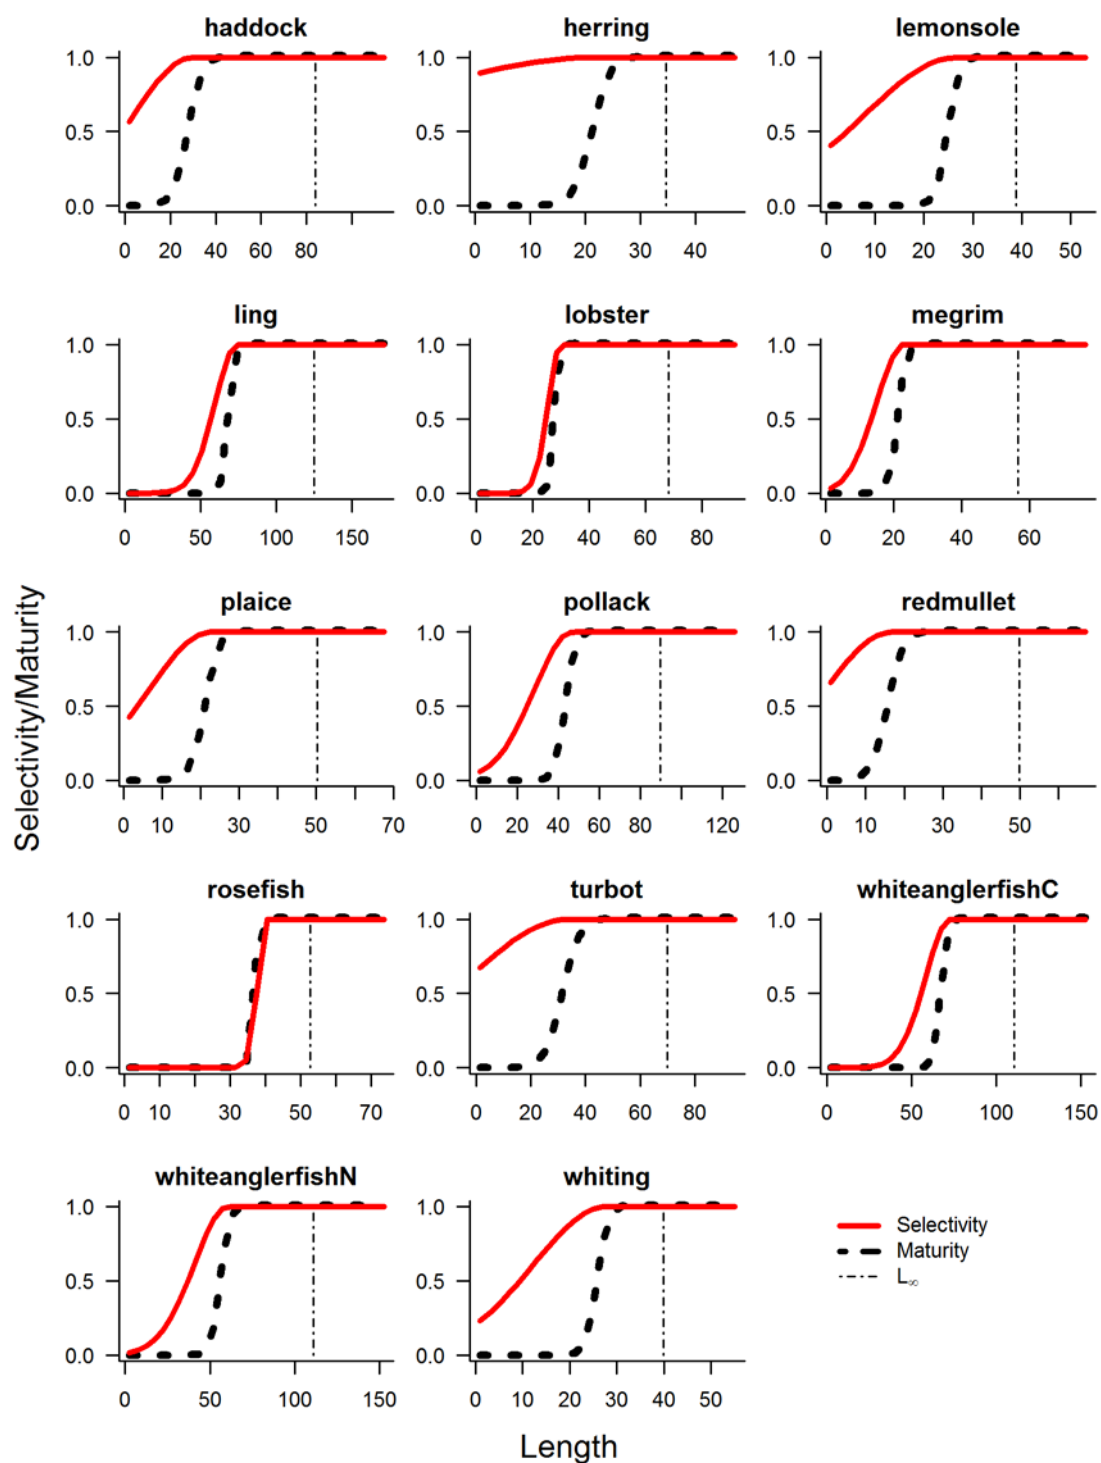 haddock herring lemonsole
1.0 1.0 1.0
0.5 0.5 0.5
0.0 0.0 0.0
0 20 40 60 80 0 10 20 30 40 0 10 20 30 40 50
ling lobster megrim
1.0 1.0 1.0
0.5 0.5 0.5
0.0 0.0 0.0
0 50 100 150 0 20 40 60 80 0 20 40 60
Selectivity/Maturity
plaice pollack redmullet
1.0 1.0 1.0
0.5 0.5 0.5
0.0 0.0 0.0
0 10 30 50 70 0 20 40 60 80 120 0 10 30 50
rosefish turbot whiteanglerfishC
1.0 1.0 1.0
0.5 0.5 0.5
0.0 0.0 0.0
0 10 30 50 70 0 20 40 60 80 0 50 100 150
whiteanglerfishN whiting
1.0 1.0
0.5 0.5
0.0 0.0
0 50 100 150 0 10 20 30 40 50
Selectivity
Maturity
L∞
Length